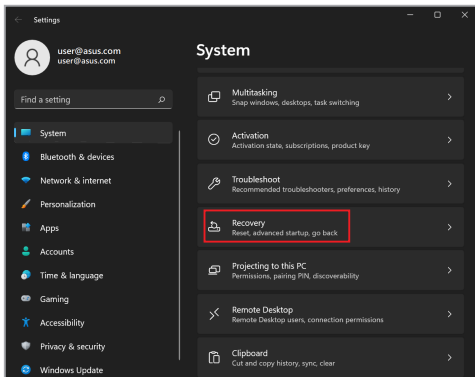 Settings
user@asus.com
user@asus.com
Find a setting
System
Bluetooth & devices
Network & internet
Personalization
Apps
Accounts
Time & language
Gaming
Accessibility
Privacy & security
Windows Update
System
Multitasking
Snap windows, desktops, task switching
Activation
Activation state, subscriptions, product key
Troubleshoot
Recommended troubleshooters, preferences, history
Recovery
Reset, advanced startup, go back
Projecting to this PC
Permissions, pairing PIN, discoverability
Remote Desktop
Remote Desktop users, connection permissions
Clipboard
Cut and copy history, sync, clear